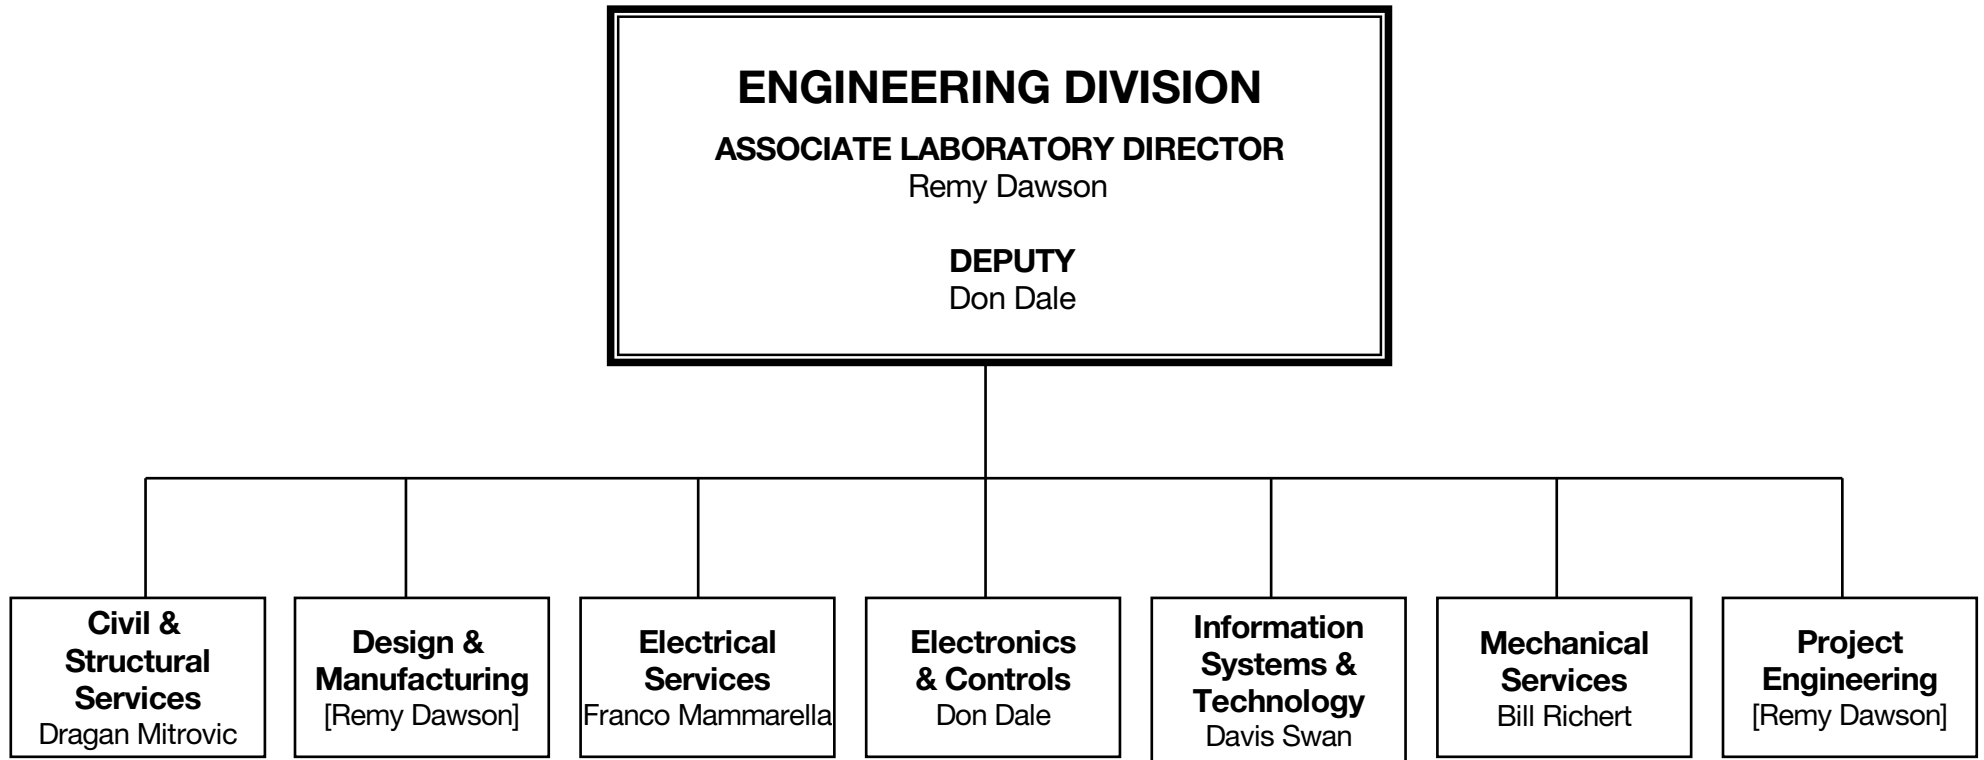 ENGINEERING DIVISION
ASSOCIATE LABORATORY DIRECTOR
Remy Dawson
DEPUTY
Don Dale
Civil &
Structural
Services
Dragan Mitrovic
Design &
Manufacturing
[Remy Dawson]
Electrical
Services
Franco Mammarella
Electronics
& Controls
Don Dale
Information
Systems &
Technology
Davis Swan
Mechanical
Services
Bill Richert
Project
Engineering
[Remy Dawson]